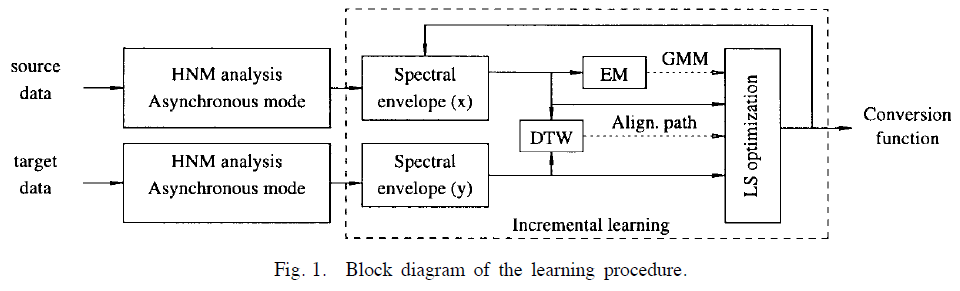 source
data
HNM analysis
Asynchronous mode
Spectral
envelope (x)
EM
GMM
DTW
Align. path
LS optimization
Conversion
function
target
data
HNM analysis
Asynchronous mode
Spectral
envelope (y)
Incremental learning
Fig. 1. Block diagram of the learning procedure.